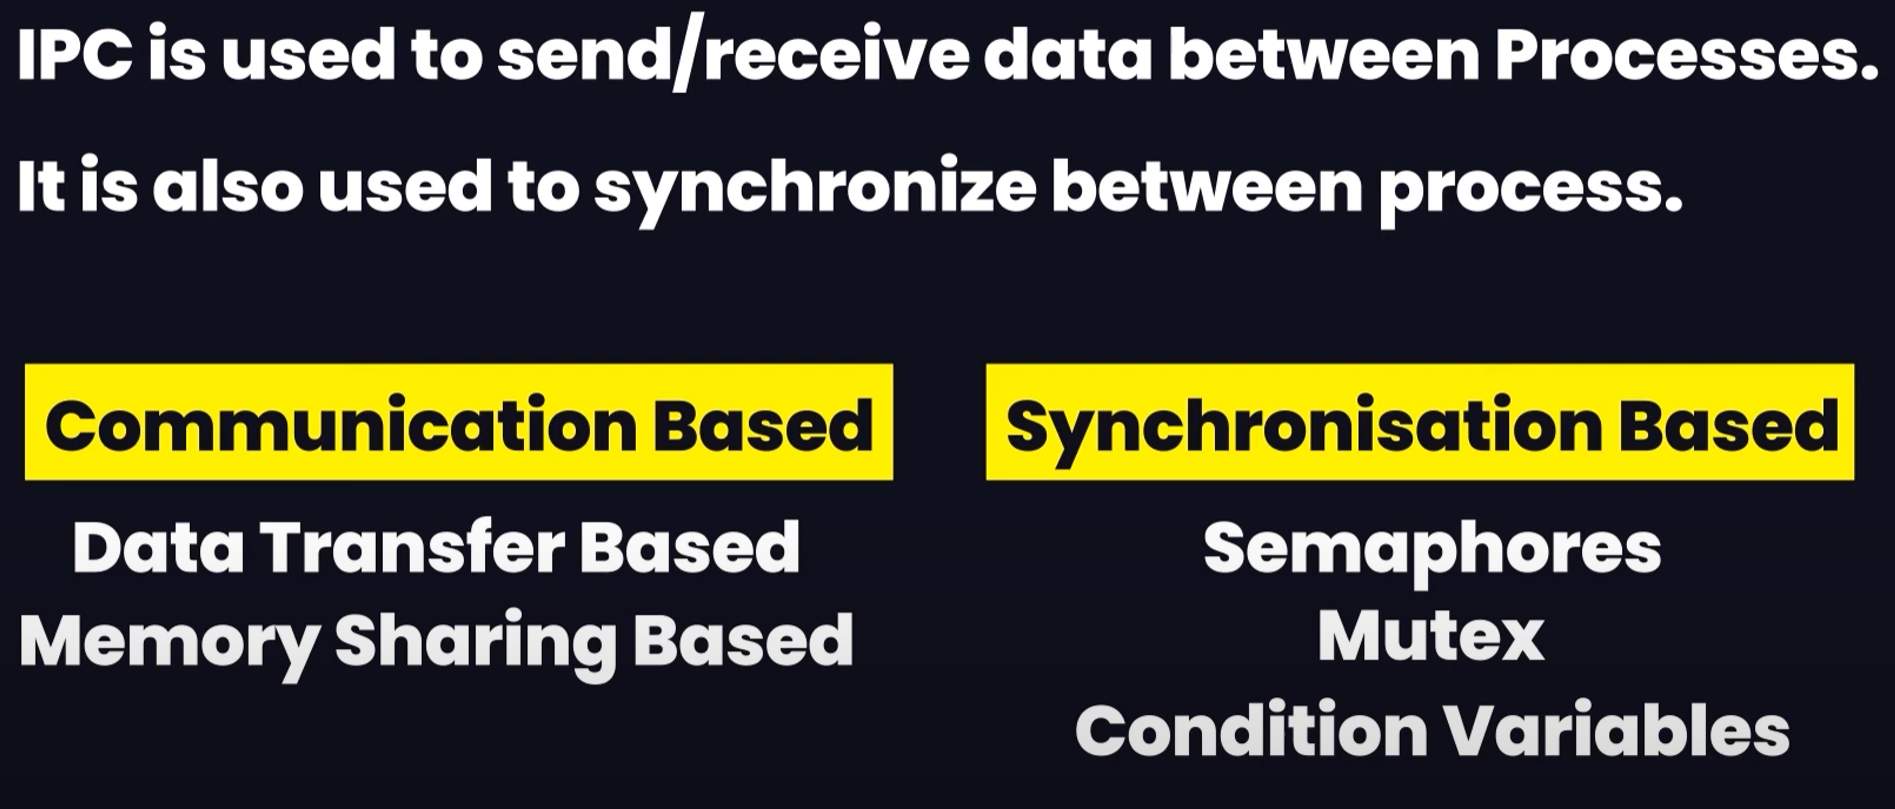 IPC is used to send/receive data between Processes.
It is also used to synchronize between process.
Communication Based
Data Transfer Based
Memory Sharing Based
Synchronisation Based
Semaphores
Mutex
Condition Variables